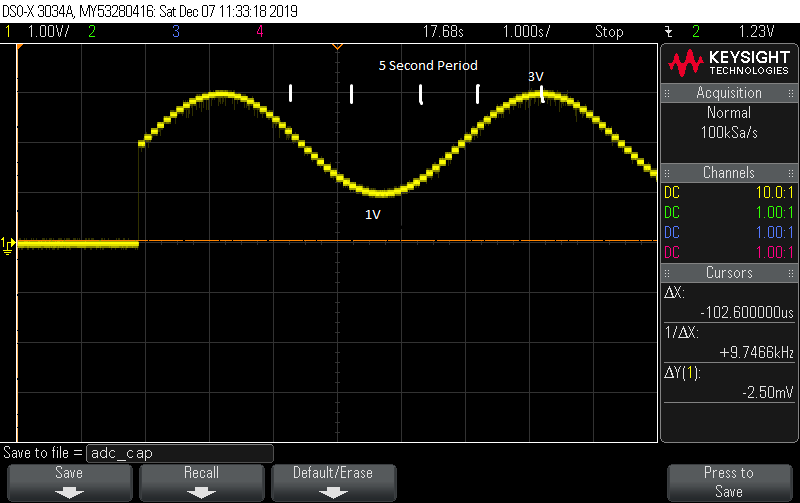 DSO-X 3034A, MY53280416: Sat Dec 07 11:33:18 2019
1 1.00V/ 2 3 4 17.68s 1.000s/ Stop 2 1.23V
KEYSIGHT
TECHNOLOGIES
Acquisition
Normal
100kSa/s
Channels
DC 10.0:1
DC 1.00:1
DC 1.00:1
DC 1.00:1
Cursors
ΔX:
-102.600000us
1/ΔX:
+9.7466kHz
ΔY(1):
-2.50mV
5 Second Period
3V
1V
1
Save to file = adc_cap
Save
Recall
Default/Erase
Press to
Save